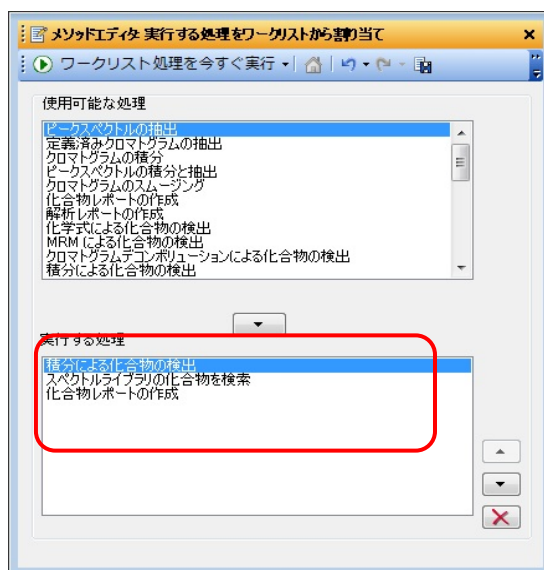 メソッドエディタ: 実行する処理をワークリストから割り当て
ワークリスト処理を今すぐ実行
使用可能な処理
ピークスペクトルの抽出
定義済みクロマトグラムの抽出
クロマトグラムの積分
ピークスペクトルの積分と抽出
クロマトグラムのスムージング
化合物レポートの作成
解析レポートの作成
化学式による化合物の検出
MRM による化合物の検出
クロマトグラムデコンボリューションによる化合物の検出
積分による化合物の検出
実行する処理
積分による化合物の検出
スペクトルライブラリの化合物を検索
化合物レポートの作成